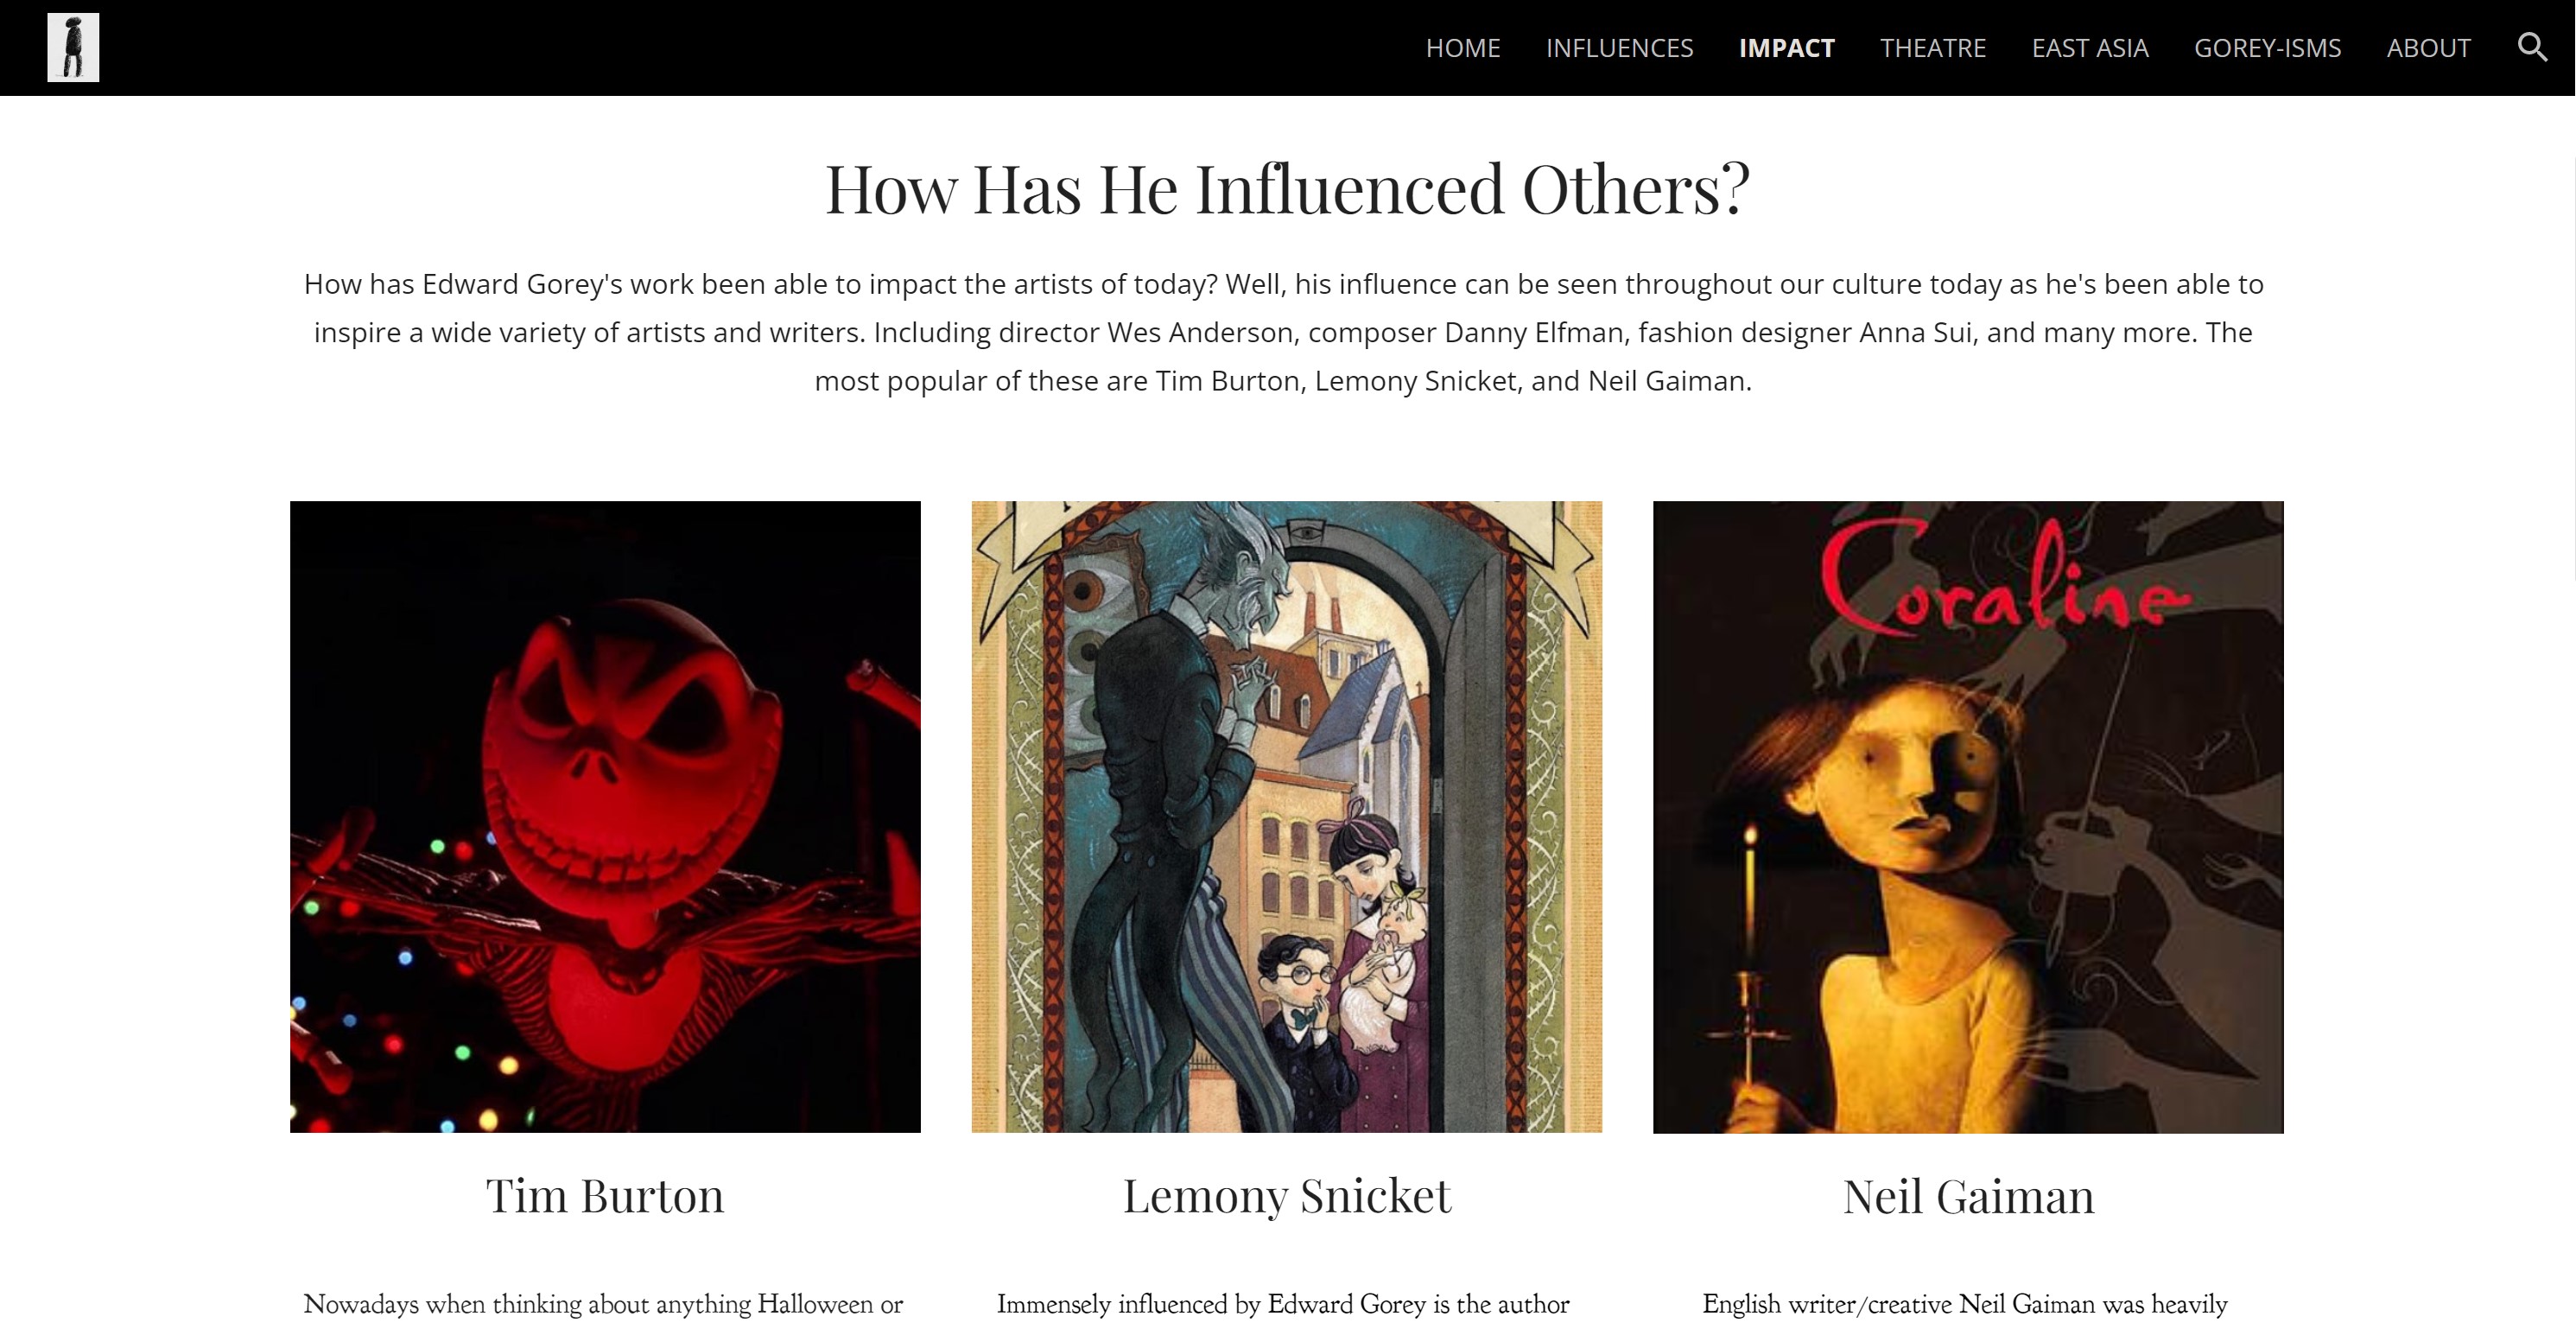 HOME INFLUENCES IMPACT THEATRE EAST ASIA GOREY-ISMS ABOUT
How Has He Influenced Others?
How has Edward Gorey's work been able to impact the artists of today? Well, his influence can be seen throughout our culture today as he's been able to
inspire a wide variety of artists and writers. Including director Wes Anderson, composer Danny Elfman, fashion designer Anna Sui, and many more. The
most popular of these are Tim Burton, Lemony Snicket, and Neil Gaiman.
Coraline
Tim Burton
Lemony Snicket
Neil Gaiman
Nowadays when thinking about anything Halloween or
Immensely influenced by Edward Gorey is the author
English writer/creative Neil Gaiman was heavily